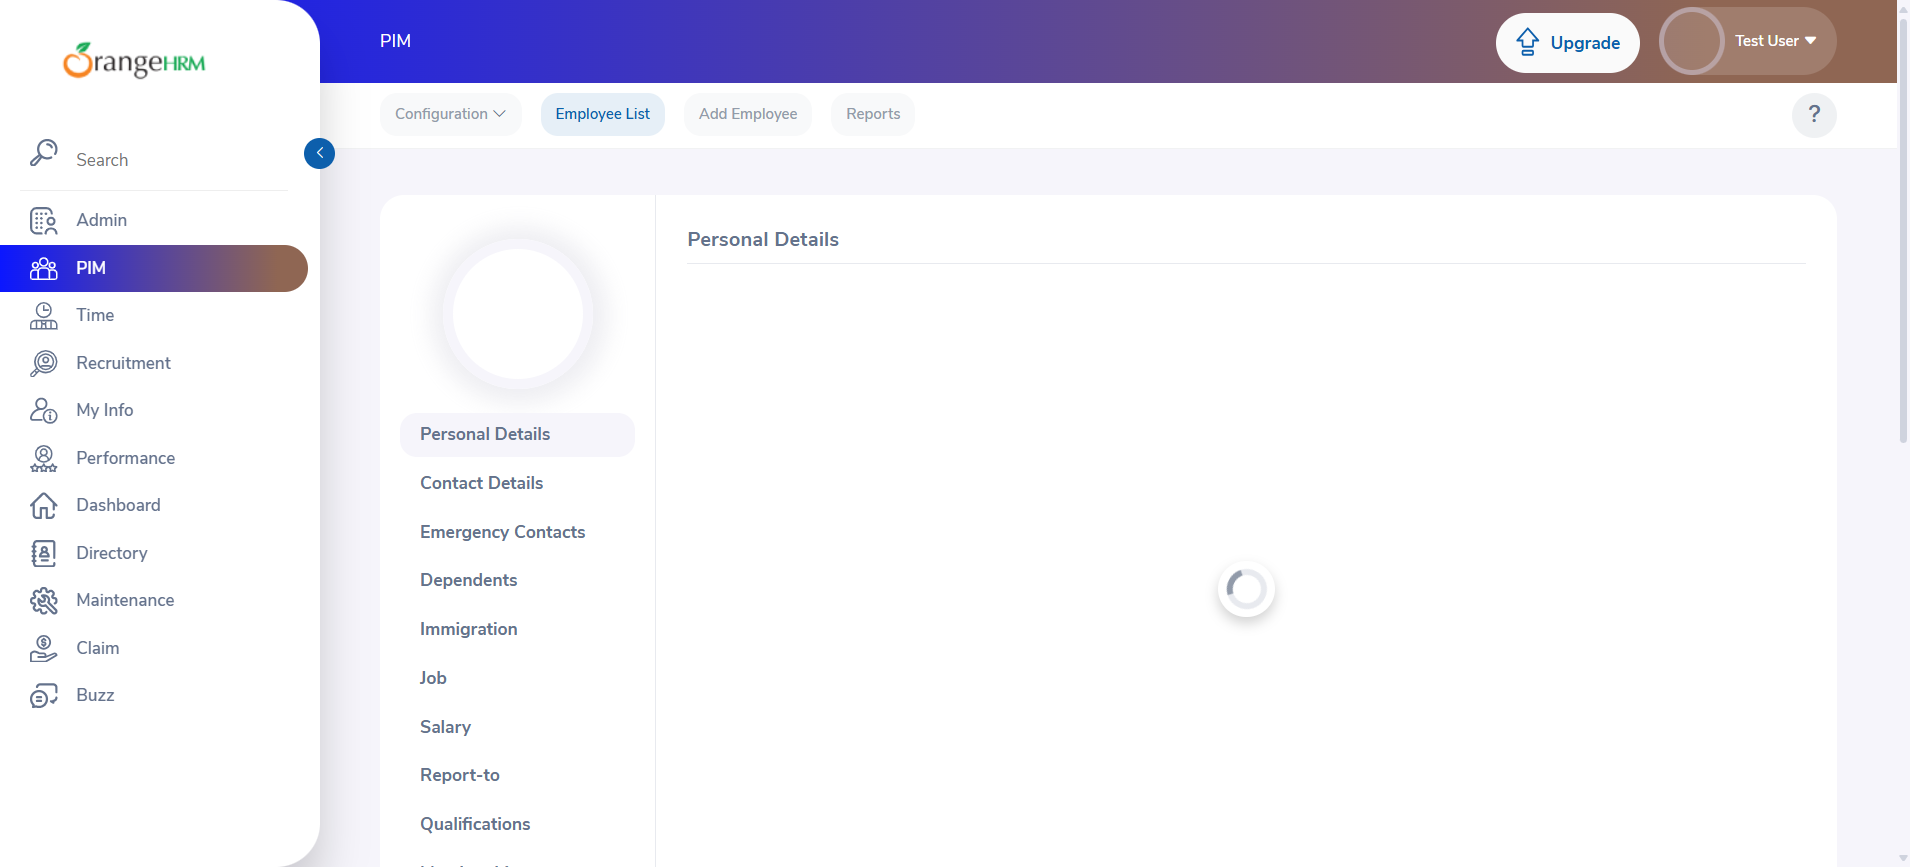 OrangeHRM
PIM
Upgrade
Test User
Configuration
Employee List
Add Employee
Reports
?
Search
Admin
PIM
Time
Recruitment
My Info
Performance
Dashboard
Directory
Maintenance
Claim
Buzz
Personal Details
Contact Details
Emergency Contacts
Dependents
Immigration
Job
Salary
Report-to
Qualifications
Personal Details